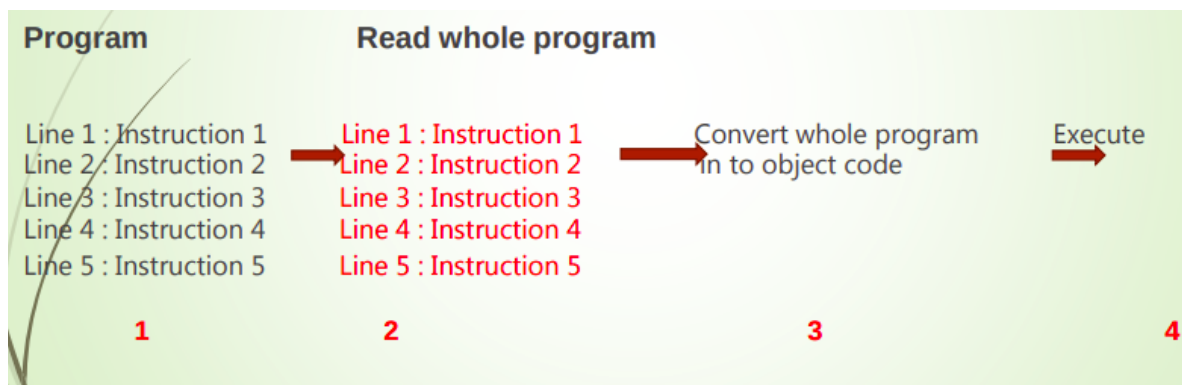 Program
Read whole program
Line 1 : Instruction 1
Line 2 : Instruction 2
Line 3 : Instruction 3
Line 4 : Instruction 4
Line 5 : Instruction 5
Line 1 : Instruction 1
Line 2 : Instruction 2
Line 3 : Instruction 3
Line 4 : Instruction 4
Line 5 : Instruction 5
Convert whole program
in to object code
Execute
1
2
3
4